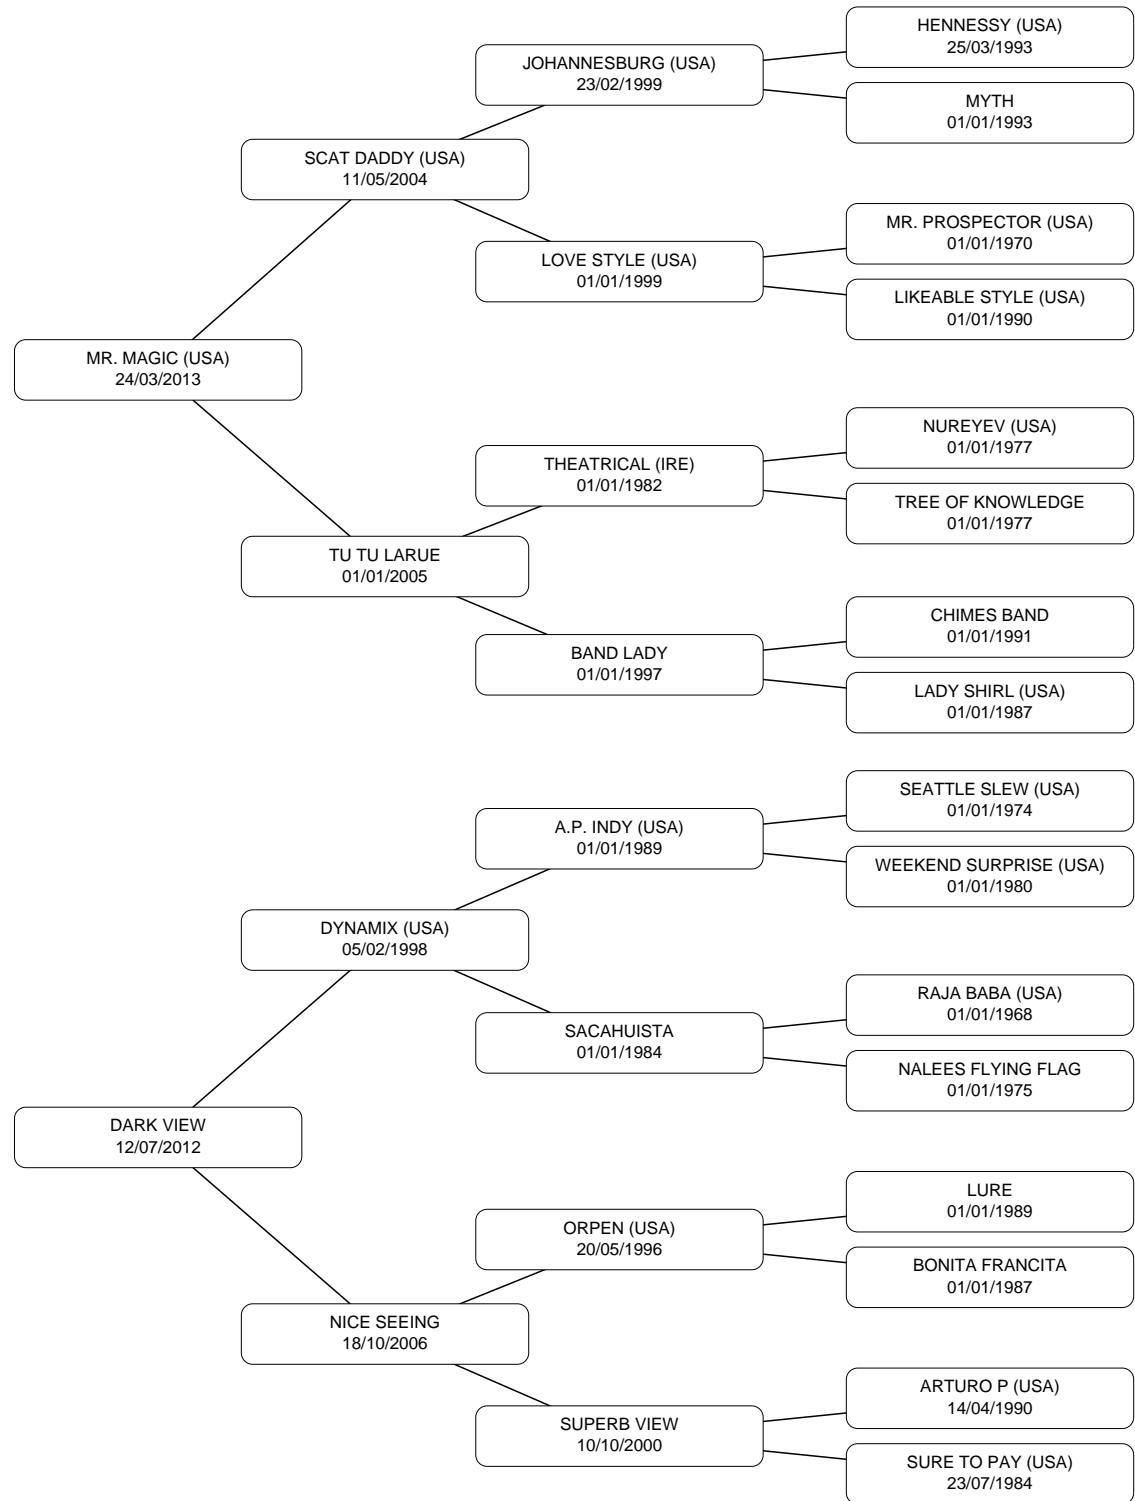 HENNESSY (USA)
25/03/1993
JOHANNESBURG (USA)
23/02/1999
MYTH
01/01/1993
SCAT DADDY (USA)
11/05/2004
MR. PROSPECTOR (USA)
01/01/1970
LOVE STYLE (USA)
01/01/1999
LIKEABLE STYLE (USA)
01/01/1990
MR. MAGIC (USA)
24/03/2013
NUREYEV (USA)
01/01/1977
THEATRICAL (IRE)
01/01/1982
TREE OF KNOWLEDGE
01/01/1977
TU TU LARUE
01/01/2005
CHIMES BAND
01/01/1991
BAND LADY
01/01/1997
LADY SHIRL (USA)
01/01/1987
SEATTLE SLEW (USA)
01/01/1974
A.P. INDY (USA)
01/01/1989
WEEKEND SURPRISE (USA)
01/01/1980
DYNAMIX (USA)
05/02/1998
RAJA BABA (USA)
01/01/1968
SACAHUISTA
01/01/1984
NALEES FLYING FLAG
01/01/1975
DARK VIEW
12/07/2012
LURE
01/01/1989
ORPEN (USA)
20/05/1996
BONITA FRANCITA
01/01/1987
NICE SEEING
18/10/2006
ARTURO P (USA)
14/04/1990
SUPERB VIEW
10/10/2000
SURE TO PAY (USA)
23/07/1984